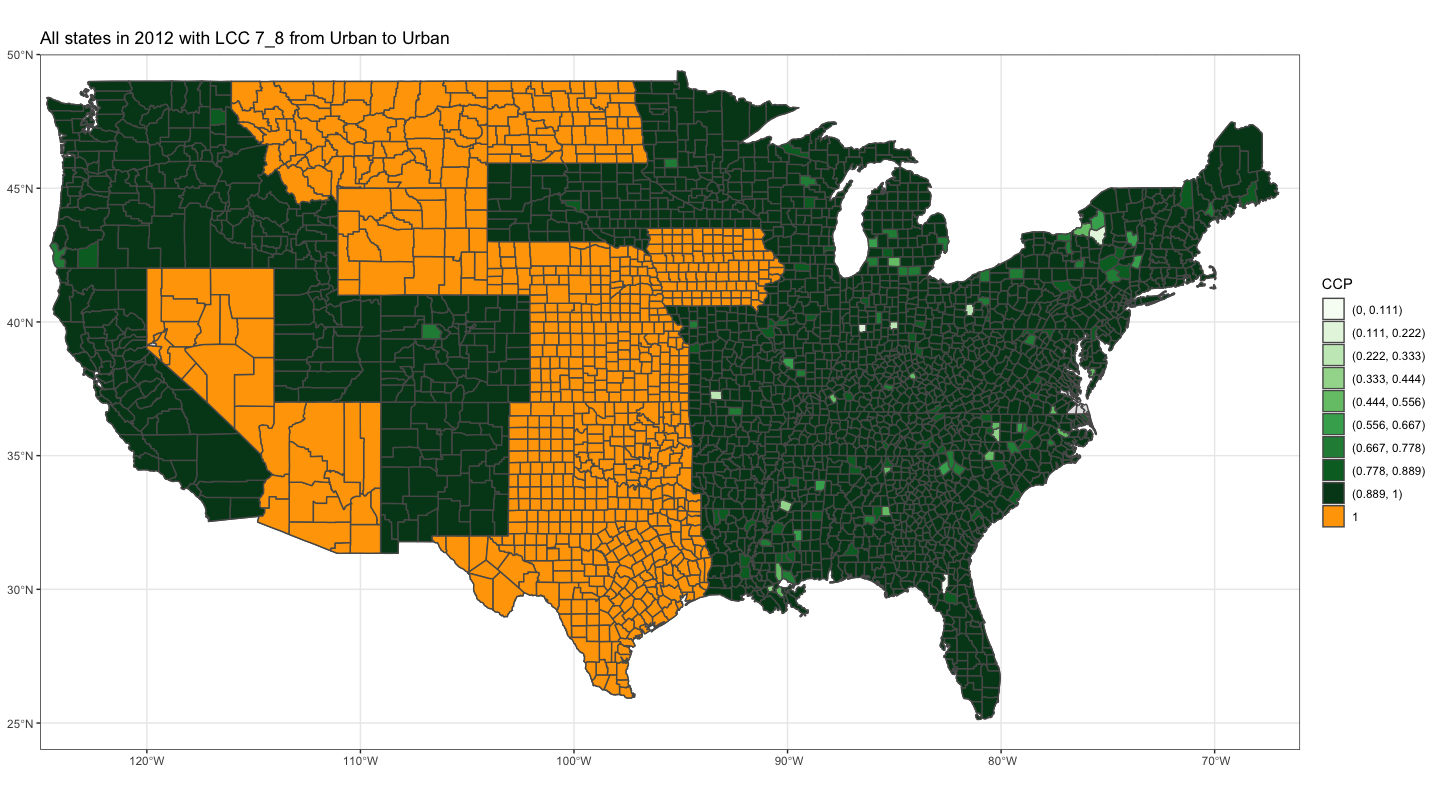 All states in 2012 with LCC 7_8 from Urban to Urban
50°N
45°N
40°N
35°N
30°N
25°N
120°W
110°W
100°W
90°W
80°W
70°W
CCP
(0, 0.111)
(0.111, 0.222)
(0.222, 0.333)
(0.333, 0.444)
(0.444, 0.556)
(0.556, 0.667)
(0.667, 0.778)
(0.778, 0.889)
(0.889, 1)
1